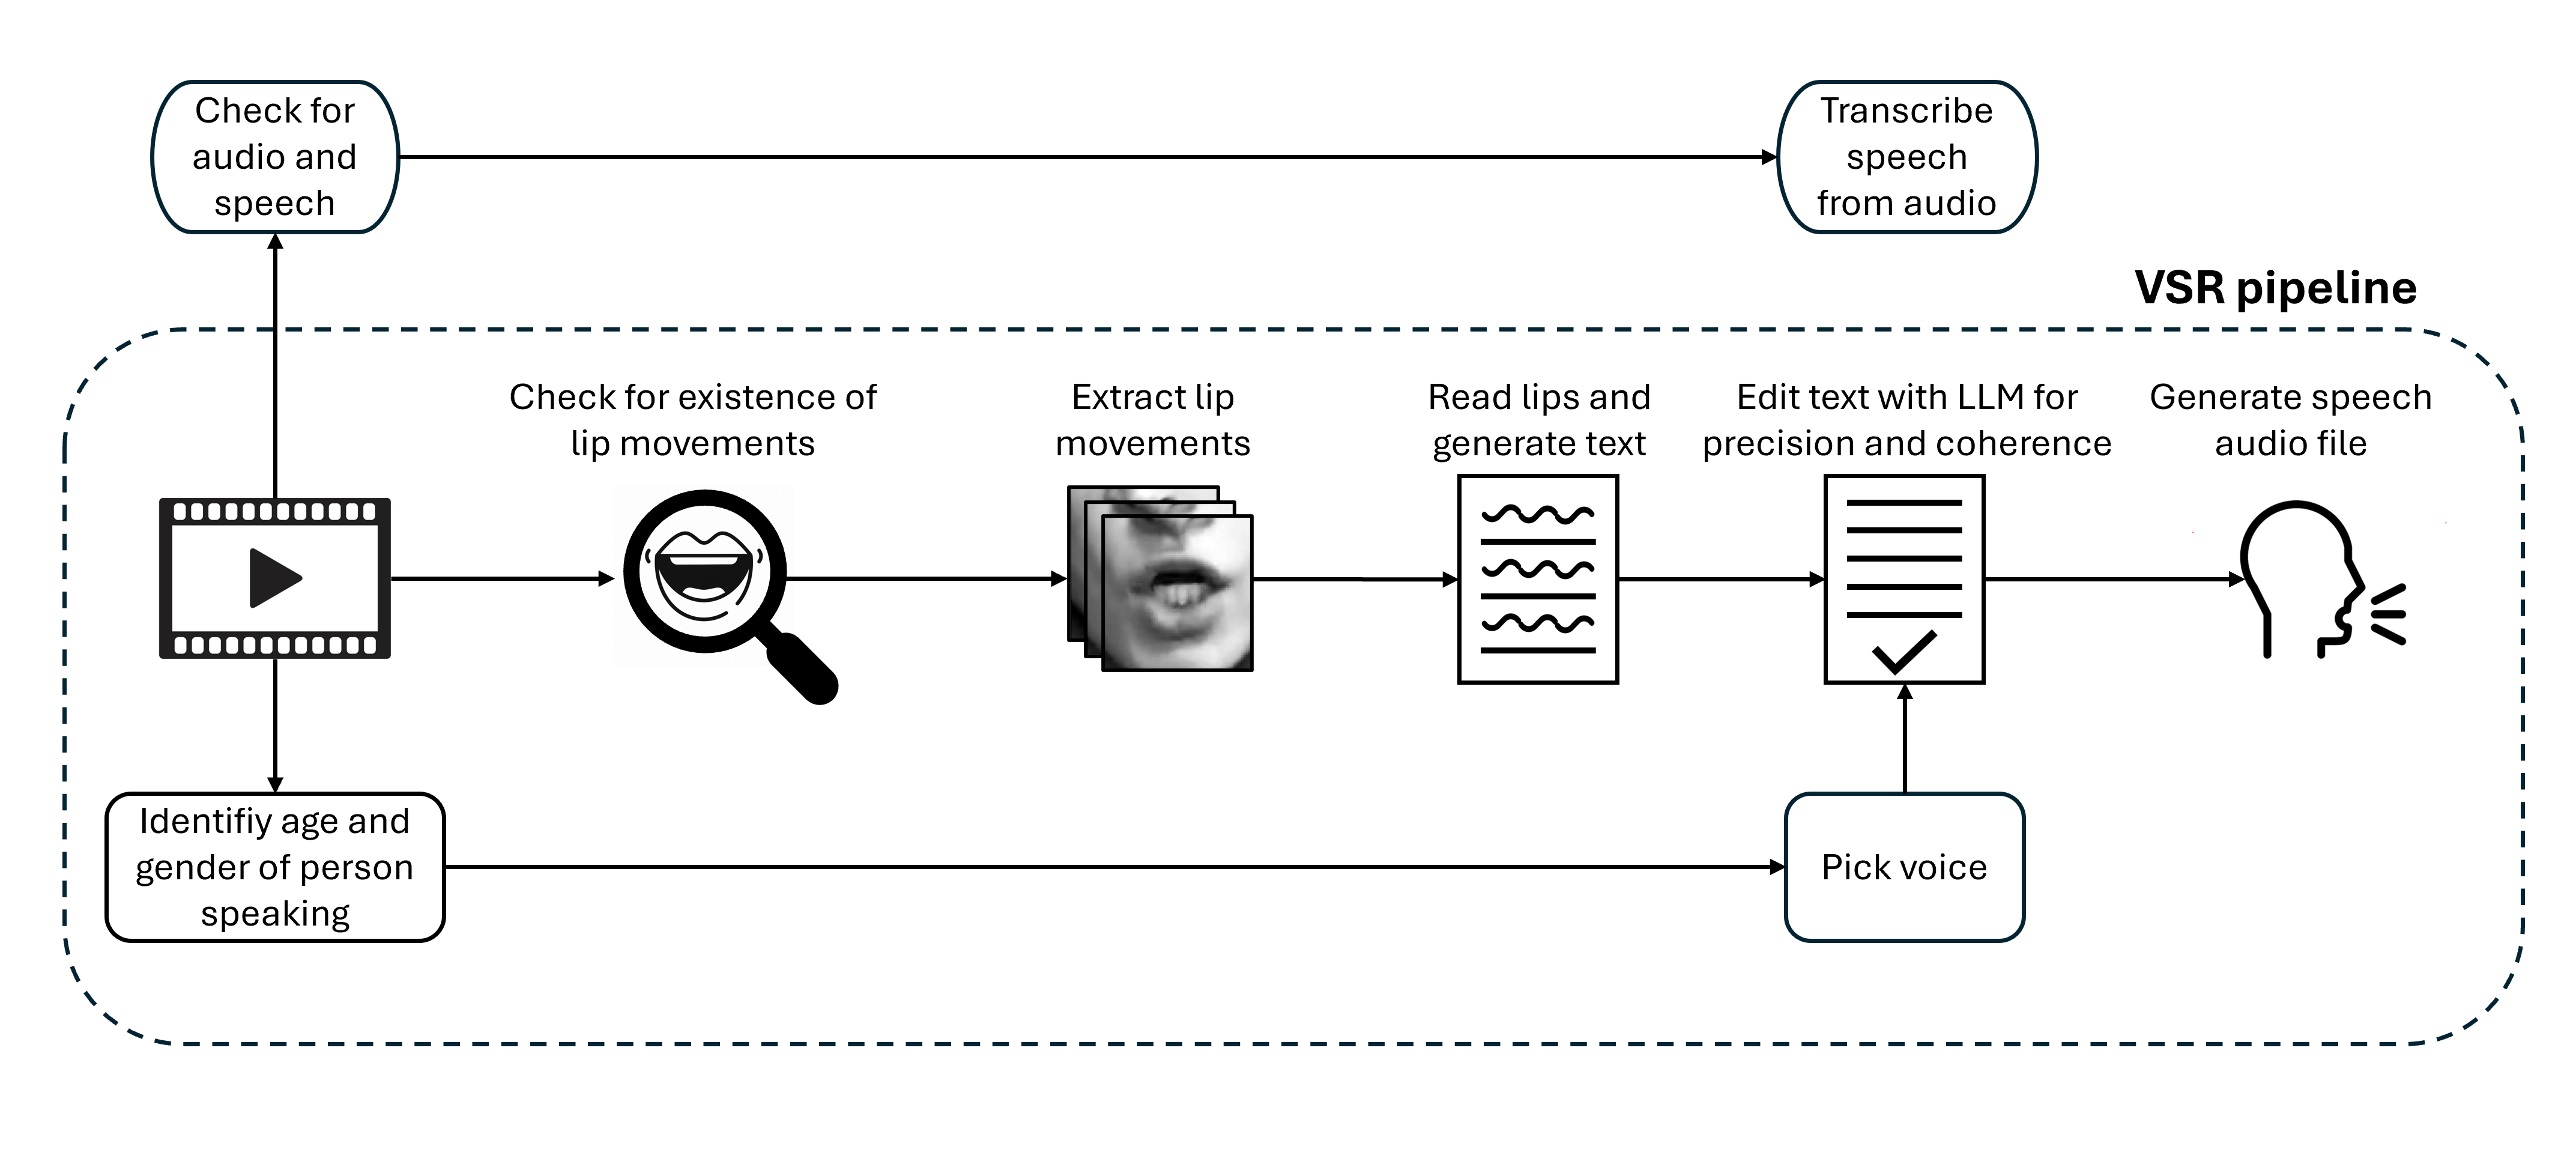 Check for
audio and
speech
Transcribe
speech
from audio
VSR pipeline
Check for existence of
lip movements
Extract lip
movements
Read lips and
generate text
Edit text with LLM for
precision and coherence
Generate speech
audio file
Identifiy age and
gender of person
speaking
Pick voice